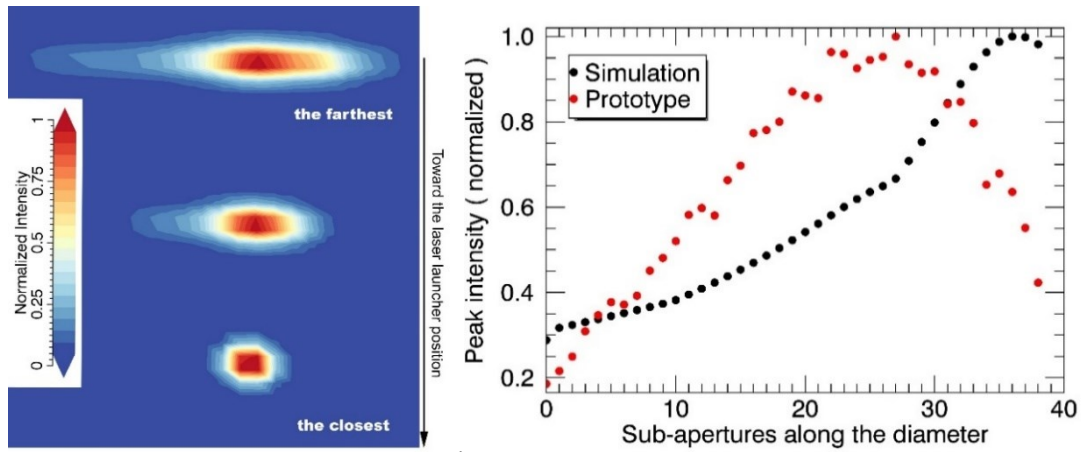 the farthest
Normalized Intensity
1
0.75
0.5
0.25
0
Toward the laser launcher position
the closest
Peak intensity ( normalized )
1.0
0.8
0.6
0.4
0.2
Simulation
Prototype
0 10 20 30 40
Sub-apertures along the diameter